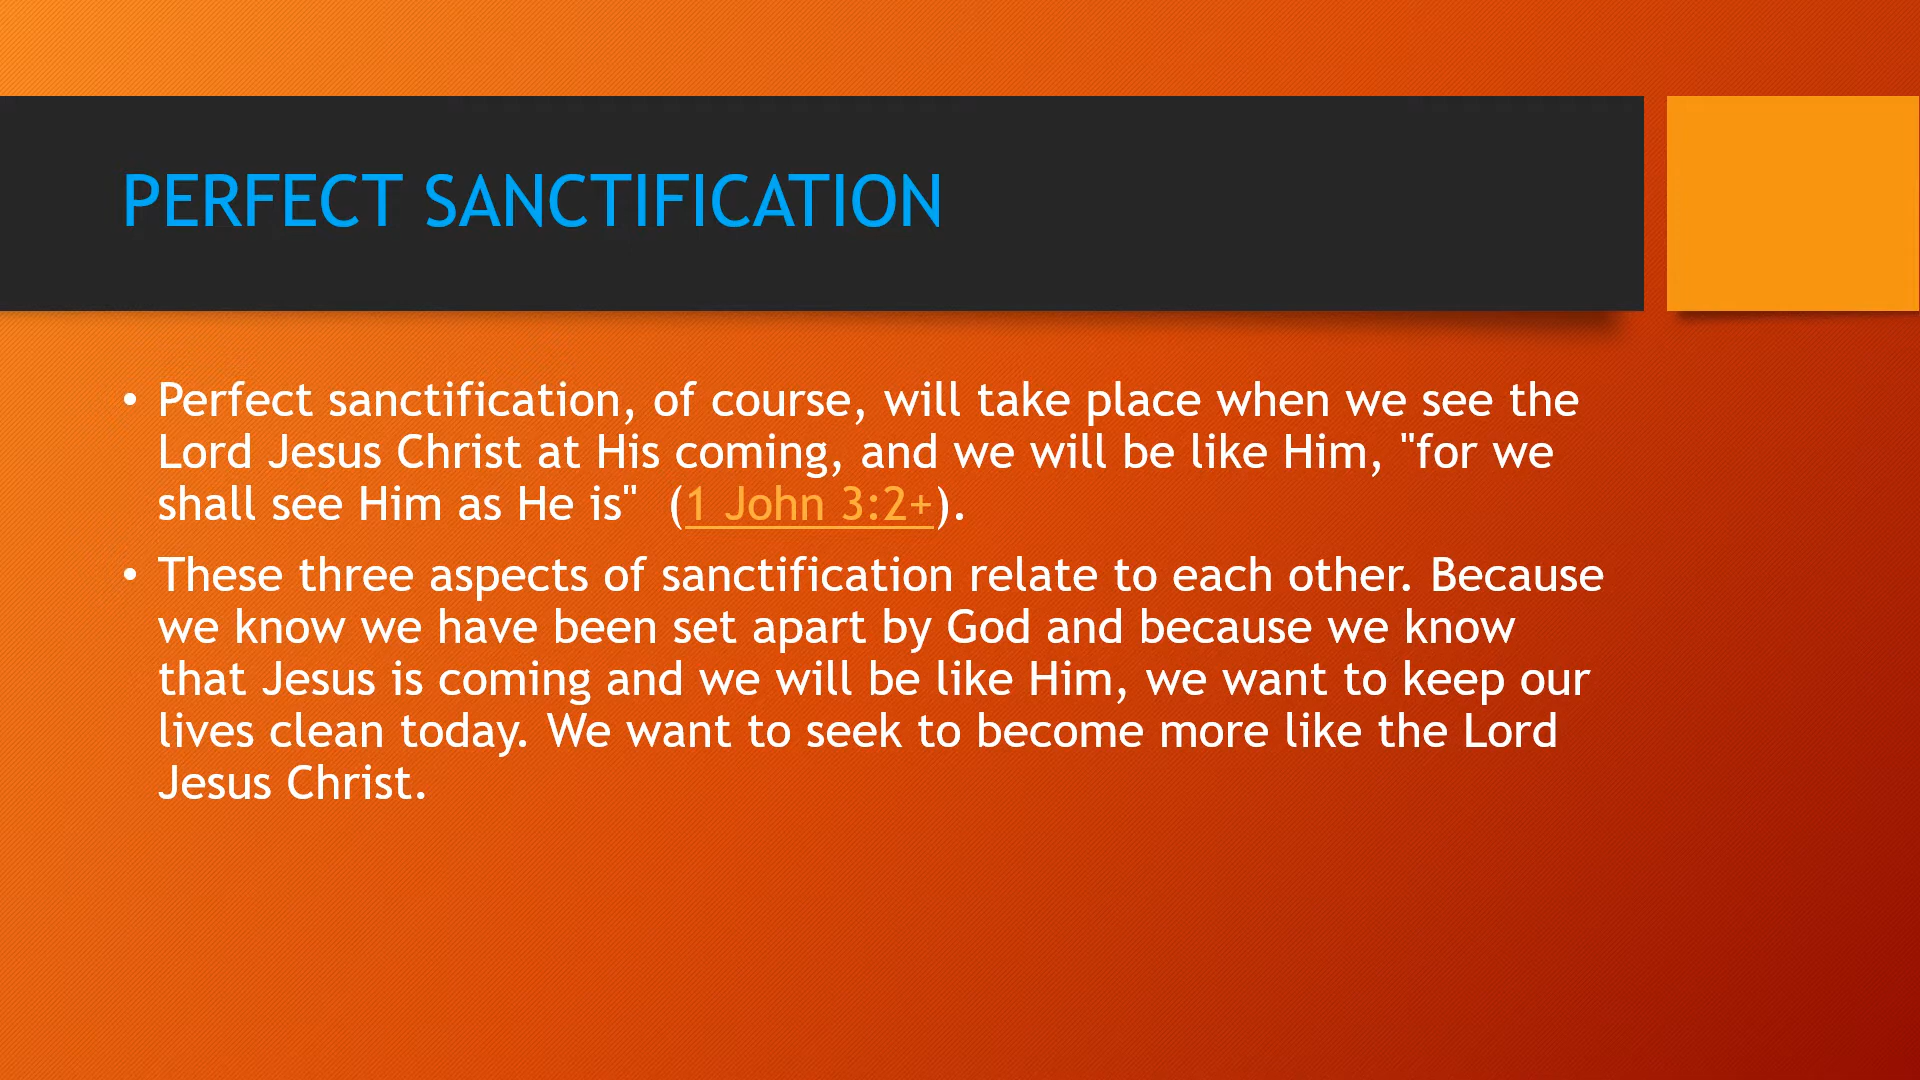 PERFECT SANCTIFICATION
• Perfect sanctification, of course, will take place when we see the
Lord Jesus Christ at His coming, and we will be like Him, "for we
shall see Him as He is"  (1 John 3:2+).
• These three aspects of sanctification relate to each other. Because
we know we have been set apart by God and because we know
that Jesus is coming and we will be like Him, we want to keep our
lives clean today. We want to seek to become more like the Lord
Jesus Christ.